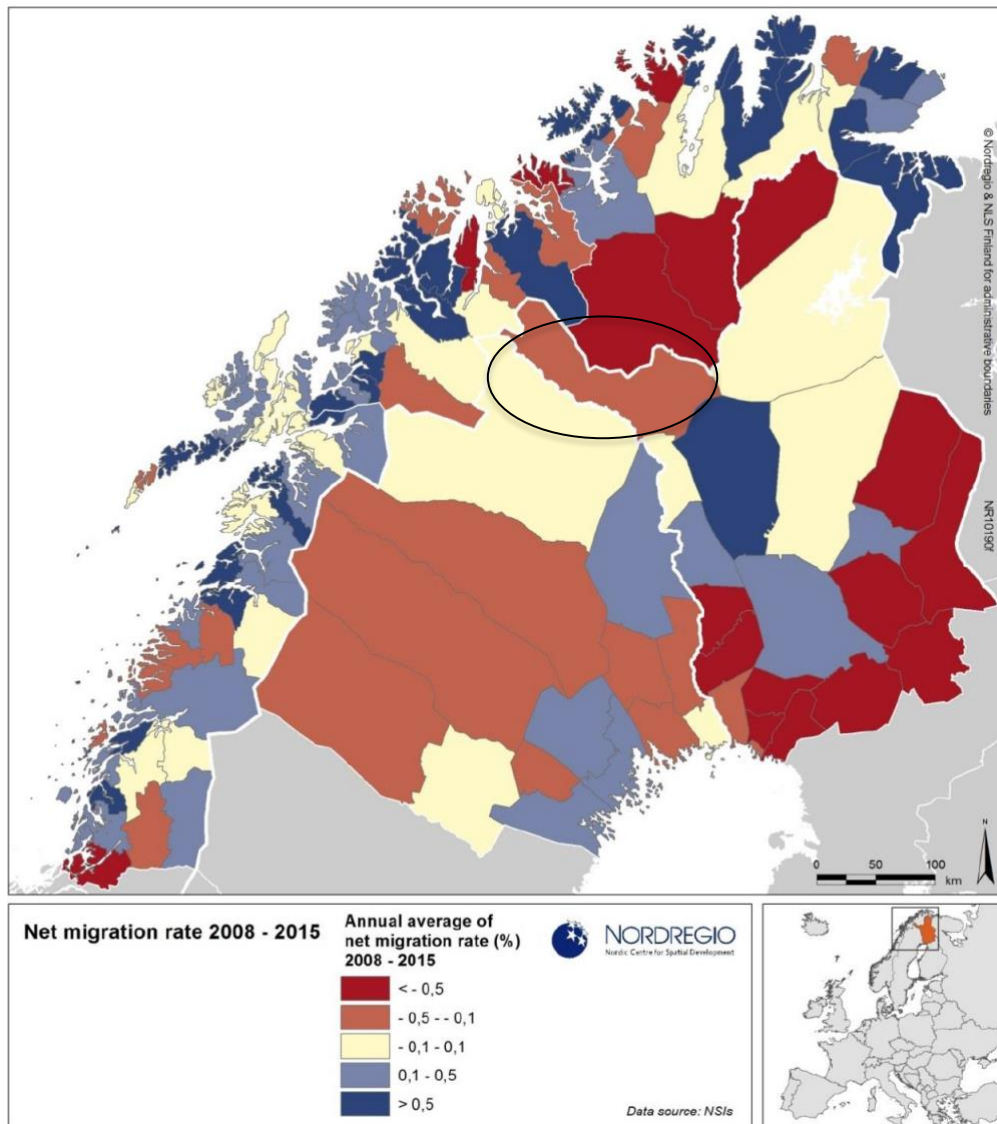 © Nordregio & NLS Finland for administrative boundaries
NR10190f
N
0 50 100
km
Net migration rate 2008 - 2015
Annual average of
net migration rate (%)
2008 - 2015
< - 0,5
- 0,5 - - 0,1
- 0,1 - 0,1
0,1 - 0,5
> 0,5
NORDREGIO
Nordic Centre for Spatial Development
Data source: NSIs